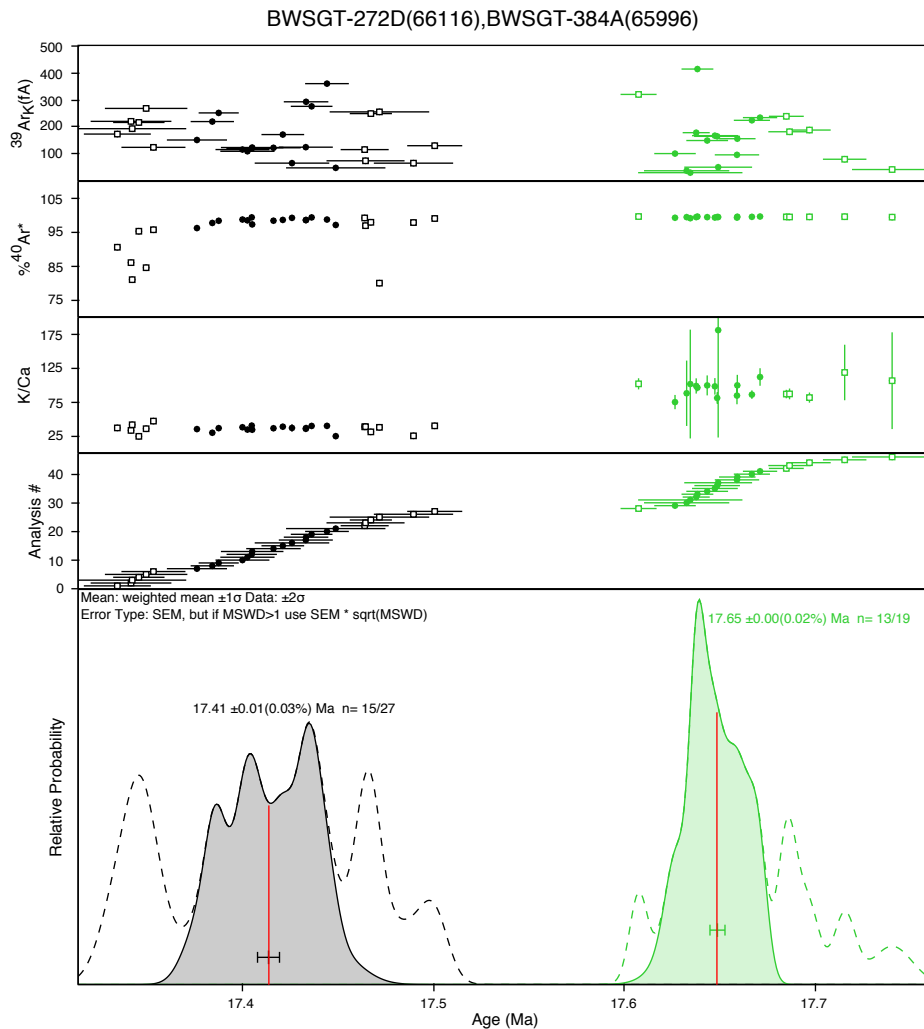 BWSGT-272D(66116),BWSGT-384A(65996)
500
400
300
200
100
39ArK(fA)
105
95
85
75
%40Ar*
175
125
75
25
K/Ca
40
30
20
10
0
Analysis #
Mean: weighted mean ±1σ Data: ±2σ
Error Type: SEM, but if MSWD>1 use SEM * sqrt(MSWD)
17.65 ±0.00(0.02%) Ma n= 13/19
17.41 ±0.01(0.03%) Ma n= 15/27
Relative Probability
17.4 17.5 17.6 17.7
Age (Ma)